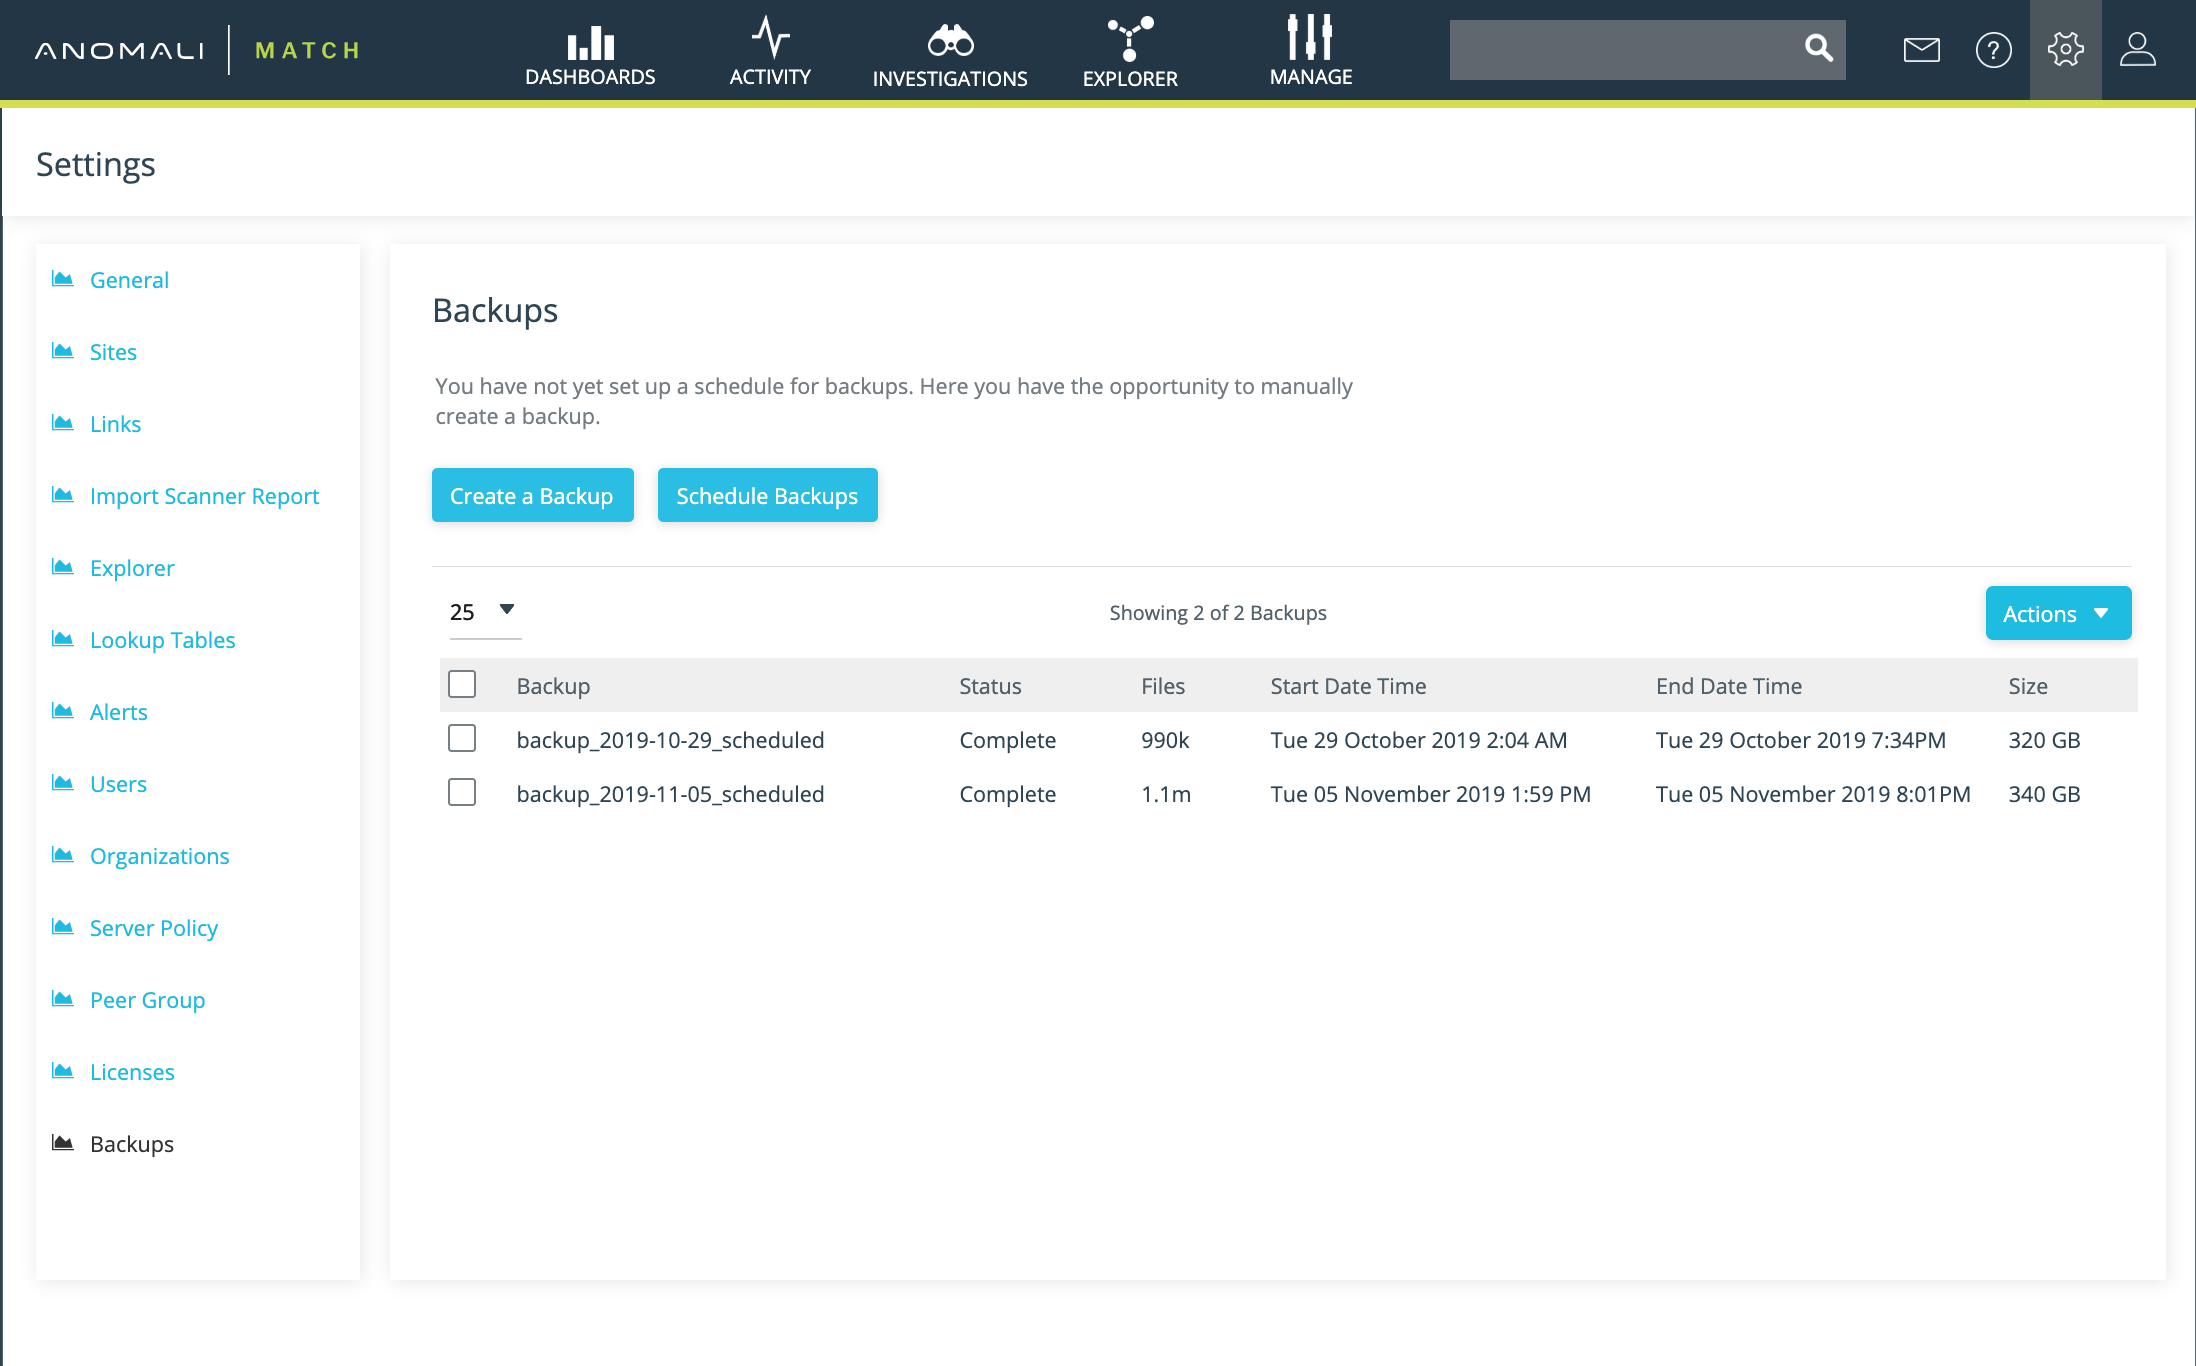 ANOMALI MATCH
DASHBOARDS ACTIVITY INVESTIGATIONS EXPLORER MANAGE
Settings
General
Sites
Links
Import Scanner Report
Explorer
Lookup Tables
Alerts
Users
Organizations
Server Policy
Peer Group
Licenses
Backups
Backups
You have not yet set up a schedule for backups. Here you have the opportunity to manually
create a backup.
Create a Backup Schedule Backups
25 Showing 2 of 2 Backups Actions
Backup Status Files Start Date Time End Date Time Size
backup_2019-10-29_scheduled Complete 990k Tue 29 October 2019 2:04 AM Tue 29 October 2019 7:34PM 320 GB
backup_2019-11-05_scheduled Complete 1.1m Tue 05 November 2019 1:59 PM Tue 05 November 2019 8:01PM 340 GB